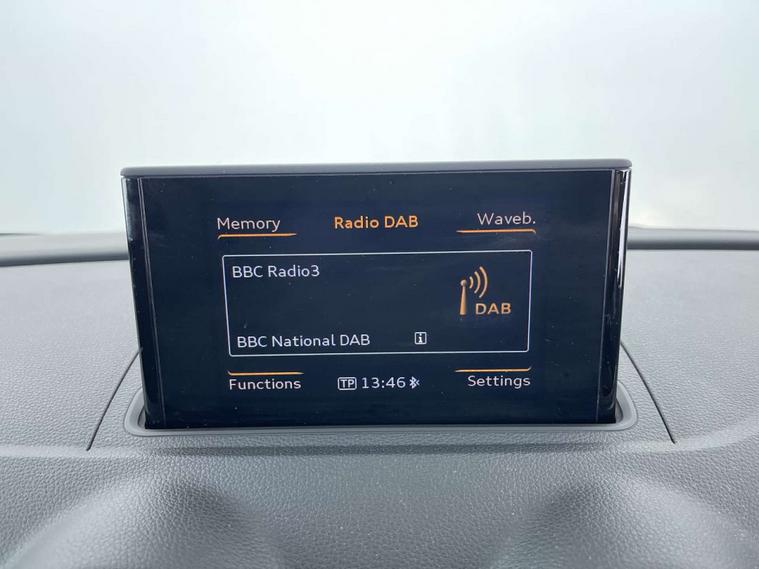 Memory Radio DAB Waveb.
BBC Radio3
DAB
BBC National DAB i
Functions TP 13:46 Settings